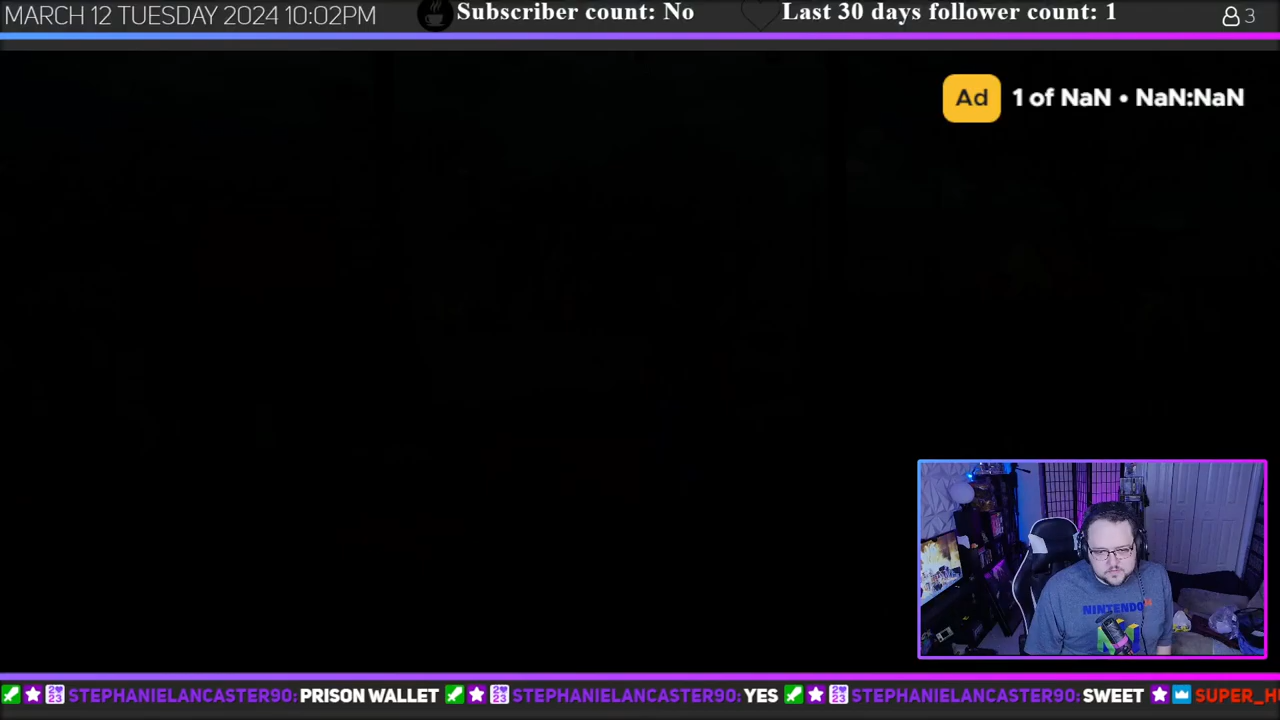 MARCH 12 TUESDAY 2024 10:02PM
Subscriber count: No
Last 30 days follower count: 1
3
Ad 1 of NaN • NaN:NaN
NINTENDO
STEPHANIELANCASTER90: PRISON WALLET STEPHANIELANCASTER90: YES STEPHANIELANCASTER90: SWEET SUPER_H